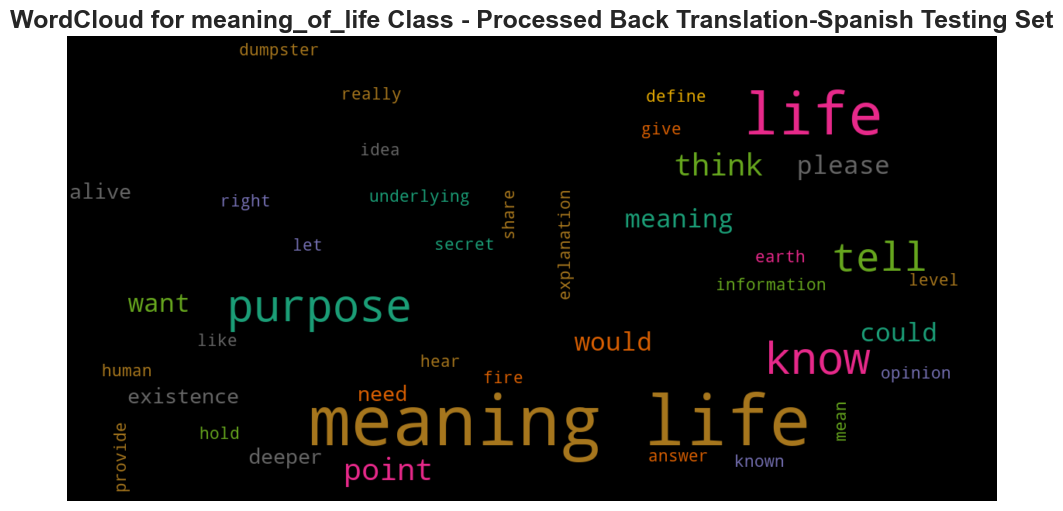 WordCloud for meaning_of_life Class - Processed Back Translation-Spanish Testing Set
dumpster
really
define
life
give
idea
think
please
alive
right
underlying
share
explanation
meaning
let
secret
earth
tell
information
level
want
purpose
like
would
could
know
hear
human
fire
opinion
existence
need
meaning life
mean
hold
provide
deeper
point
answer
known